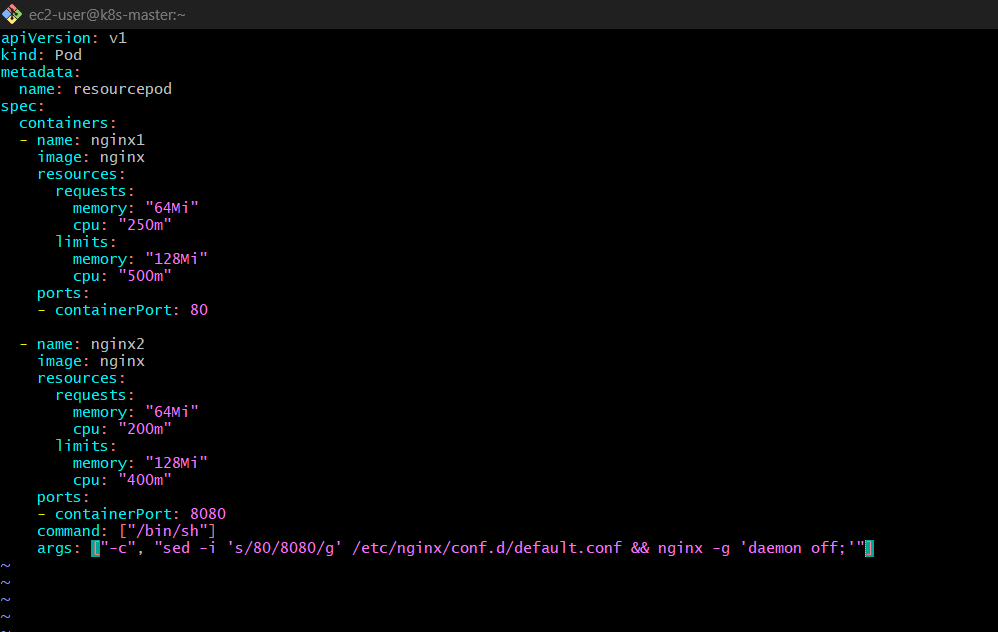 ec2-user@k8s-master:~
apiVersion: v1
kind: Pod
metadata:
  name: resourcepod
spec:
  containers:
  - name: nginx1
    image: nginx
    resources:
      requests:
        memory: "64Mi"
        cpu: "250m"
      limits:
        memory: "128Mi"
        cpu: "500m"
    ports:
    - containerPort: 80
  - name: nginx2
    image: nginx
    resources:
      requests:
        memory: "64Mi"
        cpu: "200m"
      limits:
        memory: "128Mi"
        cpu: "400m"
    ports:
    - containerPort: 8080
    command: ["/bin/sh"]
    args: ["-c", "sed -i 's/80/8080/g' /etc/nginx/conf.d/default.conf && nginx -g 'daemon off;'"]
~
~
~
~
~